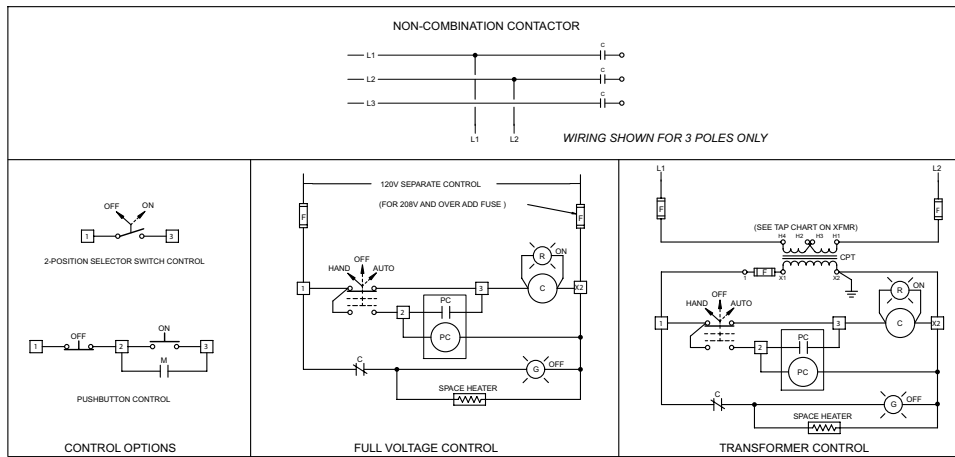 NON-COMBINATION CONTACTOR
L1
C
L2
C
L3
C
L1
L2
WIRING SHOWN FOR 3 POLES ONLY
OFF
ON
1
3
2-POSITION SELECTOR SWITCH CONTROL
1
OFF
2
ON
3
M
PUSHBUTTON CONTROL
CONTROL OPTIONS
120V SEPARATE CONTROL
(FOR 208V AND OVER ADD FUSE )
F
F
HAND
OFF
AUTO
R
ON
1
3
C
X2
2
PC
PC
C
G
OFF
SPACE HEATER
FULL VOLTAGE CONTROL
L1
L2
F
F
(SEE TAP CHART ON XFMR)
H4
H2
H3
H1
CPT
1
F
X1
X2
HAND
OFF
AUTO
R
ON
1
3
C
X2
2
PC
PC
C
G
OFF
SPACE HEATER
TRANSFORMER CONTROL